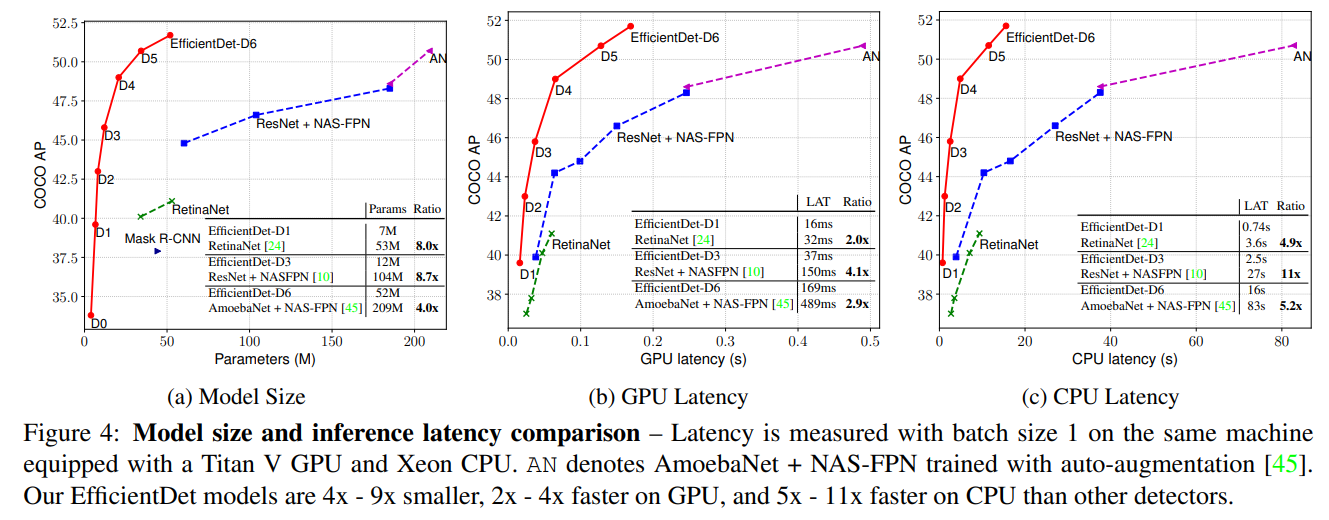 52.5
50.0
47.5
45.0
42.5
40.0
37.5
35.0
COCO AP
EfficientDet-D6
D5
D4
D3
D2
D1
D0
AN
ResNet + NAS-FPN
RetinaNet
Mask R-CNN
Params Ratio
EfficientDet-D1 7M
RetinaNet [24] 53M 8.0x
EfficientDet-D3 12M
ResNet + NASFPN [10] 104M 8.7x
EfficientDet-D6 52M
AmoebaNet + NAS-FPN [45] 209M 4.0x
0 50 100 150 200
Parameters (M)
(a) Model Size
52
50
48
46
44
42
40
38
COCO AP
EfficientDet-D6
D5
D4
D3
D2
D1
AN
ResNet + NAS-FPN
RetinaNet
LAT Ratio
EfficientDet-D1 16ms
RetinaNet [24] 32ms 2.0x
EfficientDet-D3 37ms
ResNet + NASFPN [10] 150ms 4.1x
EfficientDet-D6 169ms
AmoebaNet + NAS-FPN [45] 489ms 2.9x
0.0 0.1 0.2 0.3 0.4 0.5
GPU latency (s)
(b) GPU Latency
52
50
48
46
44
42
40
38
COCO AP
EfficientDet-D6
D5
D4
D3
D2
D1
AN
ResNet + NAS-FPN
RetinaNet
LAT Ratio
EfficientDet-D1 0.74s
RetinaNet [24] 3.6s 4.9x
EfficientDet-D3 2.5s
ResNet + NASFPN [10] 27s 11x
EfficientDet-D6 16s
AmoebaNet + NAS-FPN [45] 83s 5.2x
0 20 40 60 80
CPU latency (s)
(c) CPU Latency
Figure 4: Model size and inference latency comparison – Latency is measured with batch size 1 on the same machine
equipped with a Titan V GPU and Xeon CPU. AN denotes AmoebaNet + NAS-FPN trained with auto-augmentation [45].
Our EfficientDet models are 4x - 9x smaller, 2x - 4x faster on GPU, and 5x - 11x faster on CPU than other detectors.